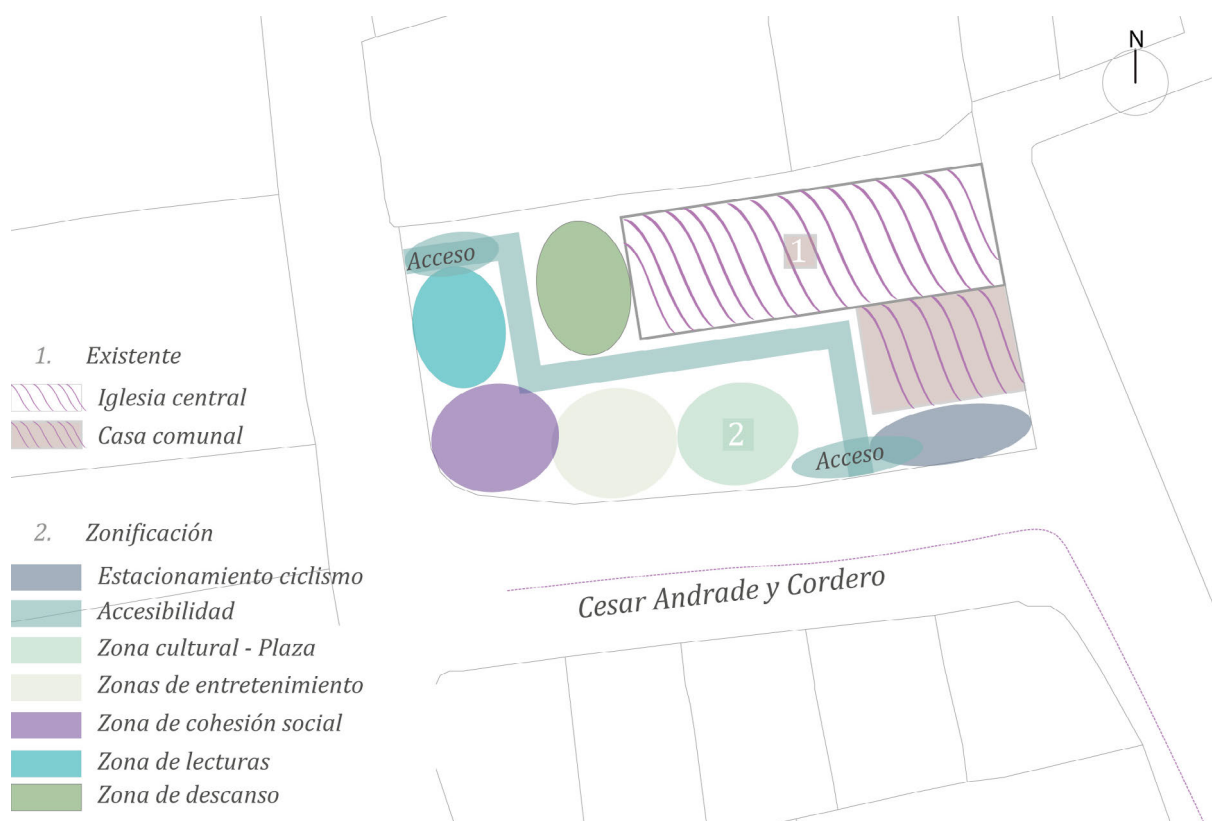 N
1
Acceso
2
Acceso
Cesar Andrade y Cordero
1. Existente
Iglesia central
Casa comunal
2. Zonificación
Estacionamiento ciclismo
Accesibilidad
Zona cultural - Plaza
Zonas de entretenimiento
Zona de cohesión social
Zona de lecturas
Zona de descanso